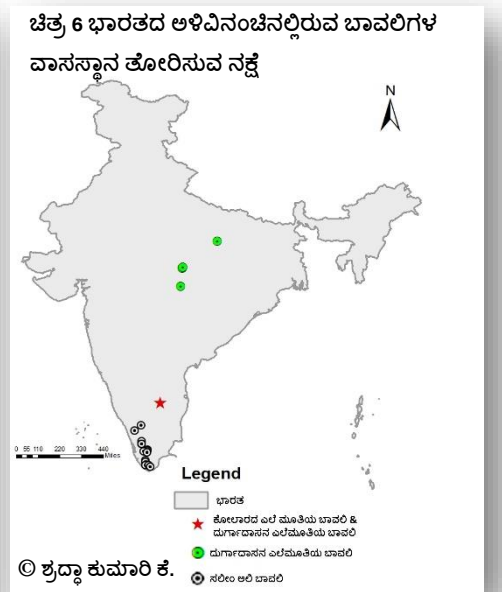 ಚಿತ್ರ 6 ಭಾರತದ ಅಳಿವಿನಂಚಿನಲ್ಲಿರುವ ಬಾವಲಿಗಳ
ವಾಸಸ್ಥಾನ ತೋರಿಸುವ ನಕ್ಷೆ
N
0 55 110 220 330 440
Miles
Legend
ಭಾರತ
ಕೋಲಾರದ ಎಲೆ ಮೂತಿಯ ಬಾವಲಿ &
ದುರ್ಗಾದಾಸನ ಎಲೆಮೂತಿಯ ಬಾವಲಿ
ದುರ್ಗಾದಾಸನ ಎಲೆಮೂತಿಯ ಬಾವಲಿ
ಸಲೀಂ ಅಲಿ ಬಾವಲಿ
© ಶ್ರದ್ಧಾ ಕುಮಾರಿ ಕೆ.